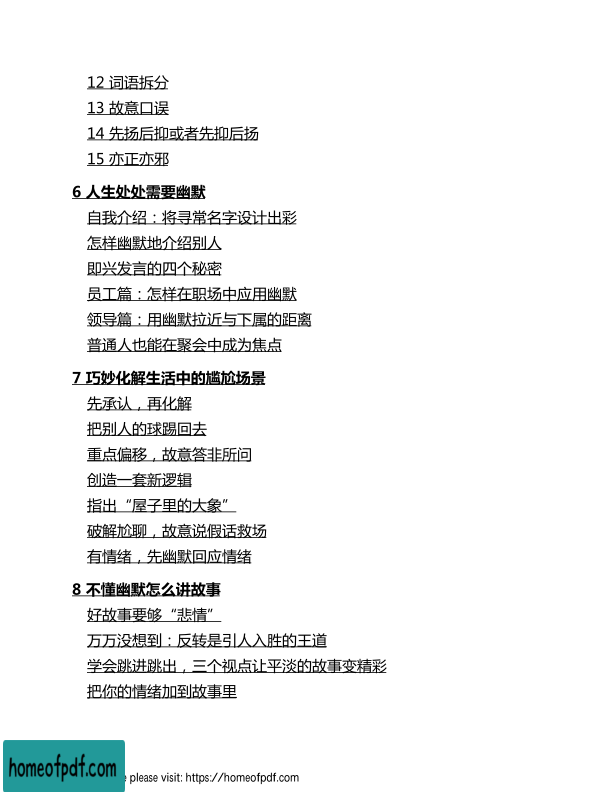 12 词语拆分
13 故意口误
14 先扬后抑或者先抑后扬
15 亦正亦邪
6 人生处处需要幽默
自我介绍：将寻常名字设计出彩
怎样幽默地介绍别人
即兴发言的四个秘密
员工篇：怎样在职场中应用幽默
领导篇：用幽默拉近与下属的距离
普通人也能在聚会中成为焦点
7 巧妙化解生活中的尴尬场景
先承认，再化解
把别人的球踢回去
重点偏移，故意答非所问
创造一套新逻辑
指出“屋子里的大象”
破解尬聊，故意说假话救场
有情绪，先幽默回应情绪
8 不懂幽默怎么讲故事
好故事要够“悲情”
万万没想到：反转是引人入胜的王道
学会跳进跳出，三个视点让平淡的故事变精彩
把你的情绪加到故事里
homeofpdf.com
please visit: https://homeofpdf.com